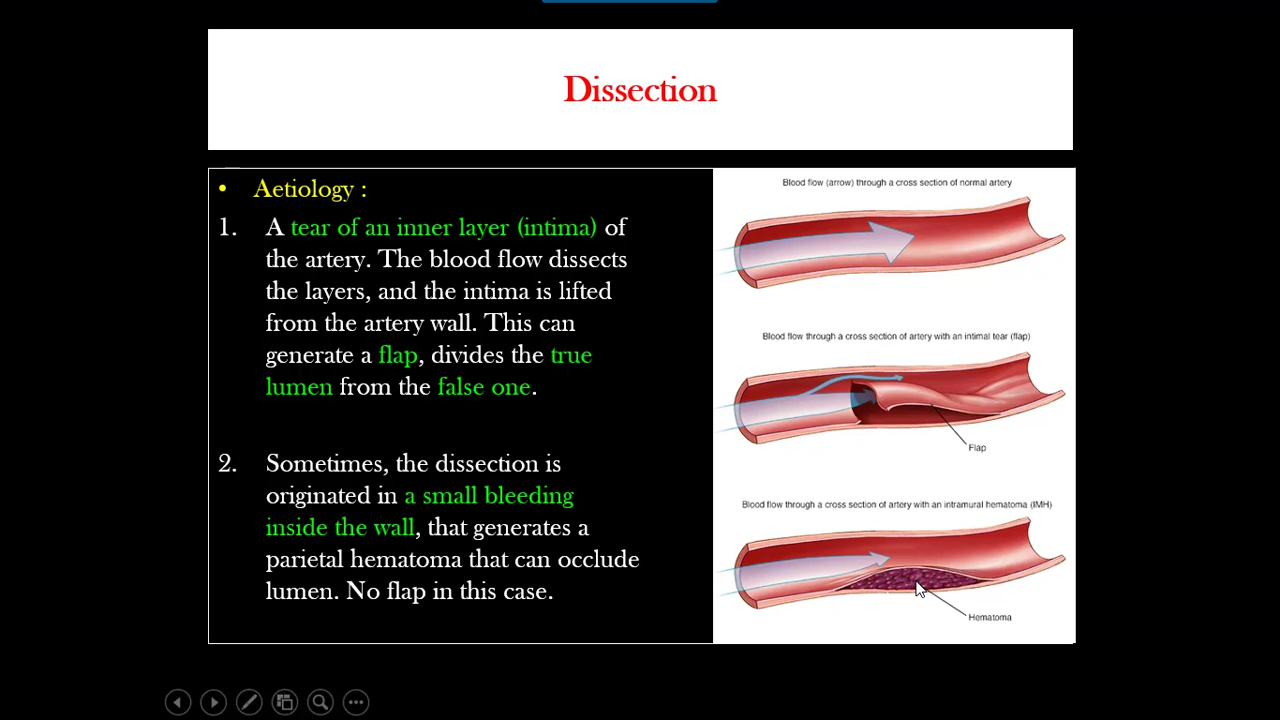 Dissection
• Aetiology :
1. A tear of an inner layer (intima) of
the artery. The blood flow dissects
the layers, and the intima is lifted
from the artery wall. This can
generate a flap, divides the true
lumen from the false one.
2. Sometimes, the dissection is
originated in a small bleeding
inside the wall, that generates a
parietal hematoma that can occlude
lumen. No flap in this case.
Blood flow (arrow) through a cross section of normal artery
Blood flow through a cross section of artery with an intimal tear (flap)
Flap
Blood flow through a cross section of artery with an intramural hematoma (IMH)
Hematoma